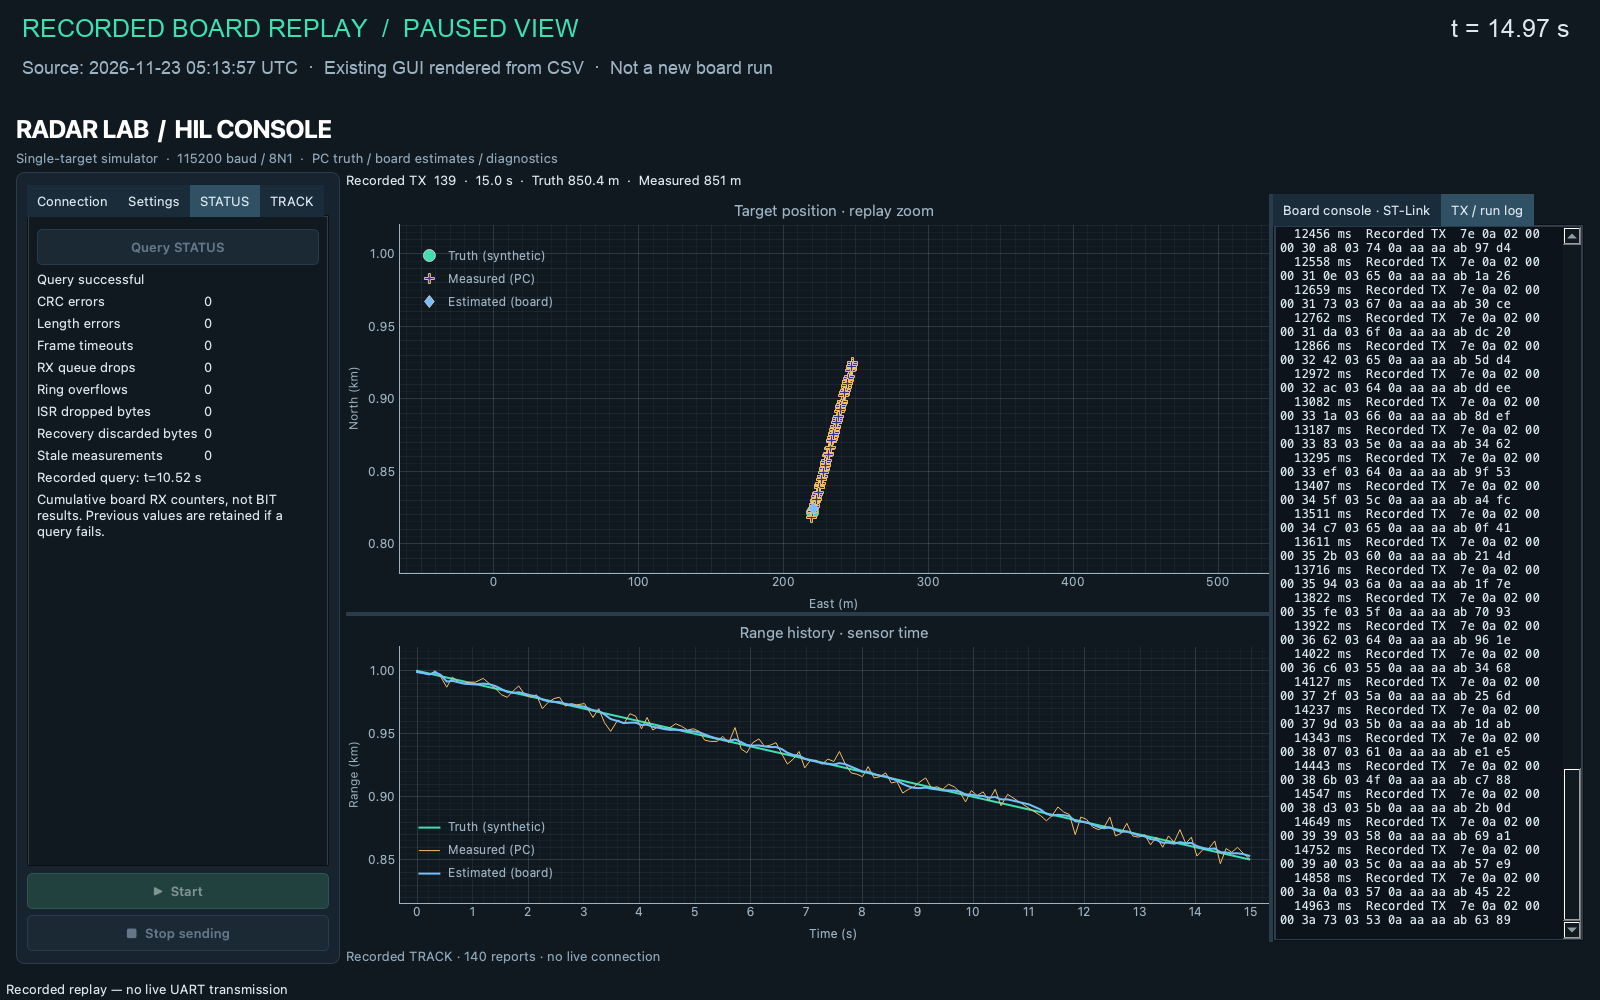 RECORDED BOARD REPLAY / PAUSED VIEW
t = 14.97 s
Source: 2026-11-23 05:13:57 UTC · Existing GUI rendered from CSV · Not a new board run
RADAR LAB / HIL CONSOLE
Single-target simulator · 115200 baud / 8N1 · PC truth / board estimates / diagnostics
Connection Settings STATUS TRACK
Query STATUS
Query successful
CRC errors 0
Length errors 0
Frame timeouts 0
RX queue drops 0
Ring overflows 0
ISR dropped bytes 0
Recovery discarded bytes 0
Stale measurements 0
Recorded query: t=10.52 s
Cumulative board RX counters, not BIT
results. Previous values are retained if a
query fails.
▶ Start
■ Stop sending
Recorded TX 139 · 15.0 s · Truth 850.4 m · Measured 851 m
Target position · replay zoom
Truth (synthetic)
Measured (PC)
Estimated (board)
North (km)
1.00
0.95
0.90
0.85
0.80
0 100 200 300 400 500
East (m)
Range history · sensor time
Range (km)
1.00
0.95
0.90
0.85
Truth (synthetic)
Measured (PC)
Estimated (board)
0 1 2 3 4 5 6 7 8 9 10 11 12 13 14 15
Time (s)
Recorded TRACK · 140 reports · no live connection
Board console · ST-Link TX / run log
12456 ms Recorded TX 7e 0a 02 00
00 30 a8 03 74 0a aa aa ab 97 d4
12558 ms Recorded TX 7e 0a 02 00
00 31 0e 03 65 0a aa aa ab 1a 26
12659 ms Recorded TX 7e 0a 02 00
00 31 73 03 67 0a aa aa ab 30 ce
12762 ms Recorded TX 7e 0a 02 00
00 31 da 03 6f 0a aa aa ab dc 20
12866 ms Recorded TX 7e 0a 02 00
00 32 42 03 65 0a aa aa ab 5d d4
12972 ms Recorded TX 7e 0a 02 00
00 32 ac 03 64 0a aa aa ab dd ee
13082 ms Recorded TX 7e 0a 02 00
00 33 1a 03 66 0a aa aa ab 8d ef
13187 ms Recorded TX 7e 0a 02 00
00 33 83 03 5e 0a aa aa ab 34 62
13295 ms Recorded TX 7e 0a 02 00
00 33 ef 03 64 0a aa aa ab 9f 53
13407 ms Recorded TX 7e 0a 02 00
00 34 5f 03 5c 0a aa aa ab a4 fc
13511 ms Recorded TX 7e 0a 02 00
00 34 c7 03 65 0a aa aa ab 0f 41
13611 ms Recorded TX 7e 0a 02 00
00 35 2b 03 60 0a aa aa ab 21 4d
13716 ms Recorded TX 7e 0a 02 00
00 35 94 03 6a 0a aa aa ab 1f 7e
13822 ms Recorded TX 7e 0a 02 00
00 35 fe 03 5f 0a aa aa ab 70 93
13922 ms Recorded TX 7e 0a 02 00
00 36 62 03 64 0a aa aa ab 96 1e
14022 ms Recorded TX 7e 0a 02 00
00 36 c6 03 55 0a aa aa ab 34 68
14127 ms Recorded TX 7e 0a 02 00
00 37 2f 03 5a 0a aa aa ab 25 6d
14237 ms Recorded TX 7e 0a 02 00
00 37 9d 03 5b 0a aa aa ab 1d ab
14343 ms Recorded TX 7e 0a 02 00
00 38 07 03 61 0a aa aa ab e1 e5
14443 ms Recorded TX 7e 0a 02 00
00 38 6b 03 4f 0a aa aa ab c7 88
14547 ms Recorded TX 7e 0a 02 00
00 38 d3 03 5b 0a aa aa ab 2b 0d
14649 ms Recorded TX 7e 0a 02 00
00 39 39 03 58 0a aa aa ab 69 a1
14752 ms Recorded TX 7e 0a 02 00
00 39 a0 03 5c 0a aa aa ab 57 e9
14858 ms Recorded TX 7e 0a 02 00
00 3a 0a 03 57 0a aa aa ab 45 22
14963 ms Recorded TX 7e 0a 02 00
00 3a 73 03 53 0a aa aa ab 63 89
Recorded replay — no live UART transmission